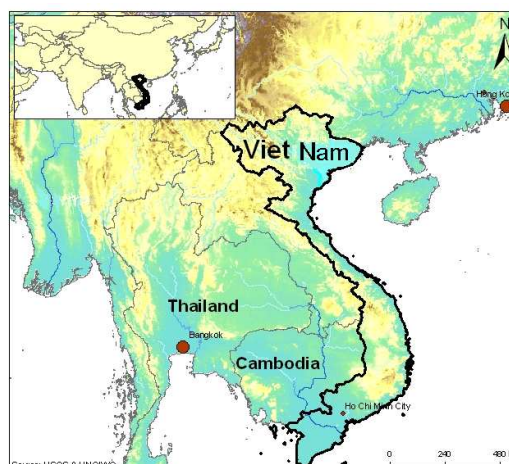 N
Hong Ko
Viet Nam
Thailand
Bangkok
Cambodia
Ho Chi Minh City
0 240 480